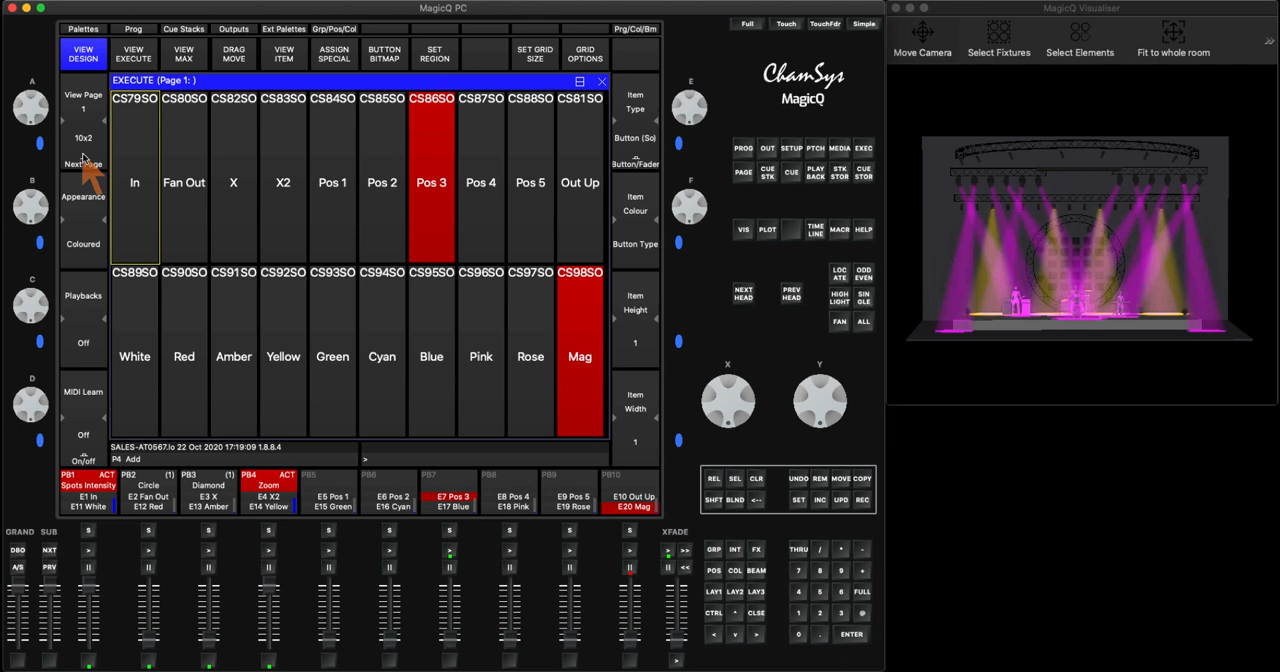 MagicQ PC
Palettes Prog Cue Stacks Outputs Ext Palettes Grp/Pos/Col Prg/Col/Bm
VIEW DESIGN
VIEW EXECUTE
VIEW MAX
DRAG MOVE
VIEW ITEM
ASSIGN SPECIAL
BUTTON BITMAP
SET REGION
SET GRID SIZE
GRID OPTIONS
Full Touch TouchFdr Simple
ChamSys
MagicQ
EXECUTE (Page 1: )
A
B
C
D
E
F
View Page
1
10x2
Next Page
Appearance
Coloured
Playbacks
Off
MIDI Learn
Off
On/off
CS79SO CS80SO CS82SO CS83SO CS84SO CS85SO CS86SO CS87SO CS88SO CS81SO
In Fan Out X X2 Pos 1 Pos 2 Pos 3 Pos 4 Pos 5 Out Up
CS89SO CS90SO CS91SO CS92SO CS93SO CS94SO CS95SO CS96SO CS97SO CS98SO
White Red Amber Yellow Green Cyan Blue Pink Rose Mag
Item Type
Button (So)
Button/Fader
Item Colour
Button Type
Item Height
1
Item Width
1
SALES-AT0567.lo 22 Oct 2020 17:19:09 1.8.8.4
P4 Add >
PB1 ACT PB2 (1) PB3 (1) PB4 ACT PB5 PB6 PB7 PB8 PB9 PB10
Spots Intensity Circle Diamond Zoom
E1 In E2 Fan Out E3 X E4 X2 E5 Pos 1 E6 Pos 2 E7 Pos 3 E8 Pos 4 E9 Pos 5 E10 Out Up
E11 White E12 Red E13 Amber E14 Yellow E15 Green E16 Cyan E17 Blue E18 Pink E19 Rose E20 Mag
PROG OUT SETUP PTCH MEDIA EXEC
PAGE CUE STK CUE PLAY BACK STK STOR CUE STOR
VIS PLOT TIME LINE MACR HELP
NEXT HEAD
PREV HEAD
LOC ATE
ODD EVEN
HIGH LIGHT
SIN GLE
FAN ALL
X Y
REL SEL CLR UNDO REM MOVE COPY
SHFT BLND <-- SET INC UPD REC
GRAND SUB S S S S S S S S S S XFADE
DBO NXT > > > > > > > > > > > >>
A/S PRV II II II II II II II II II II II <<
>
GRP INT FX THRU / * -
POS COL BEAM 7 8 9 +
LAY1 LAY2 LAY3 4 5 6 FULL
CTRL ^ CLSE 1 2 3 @
< v > 0 . ENTER
MagicQ Visualiser
Move Camera Select Fixtures Select Elements Fit to whole room